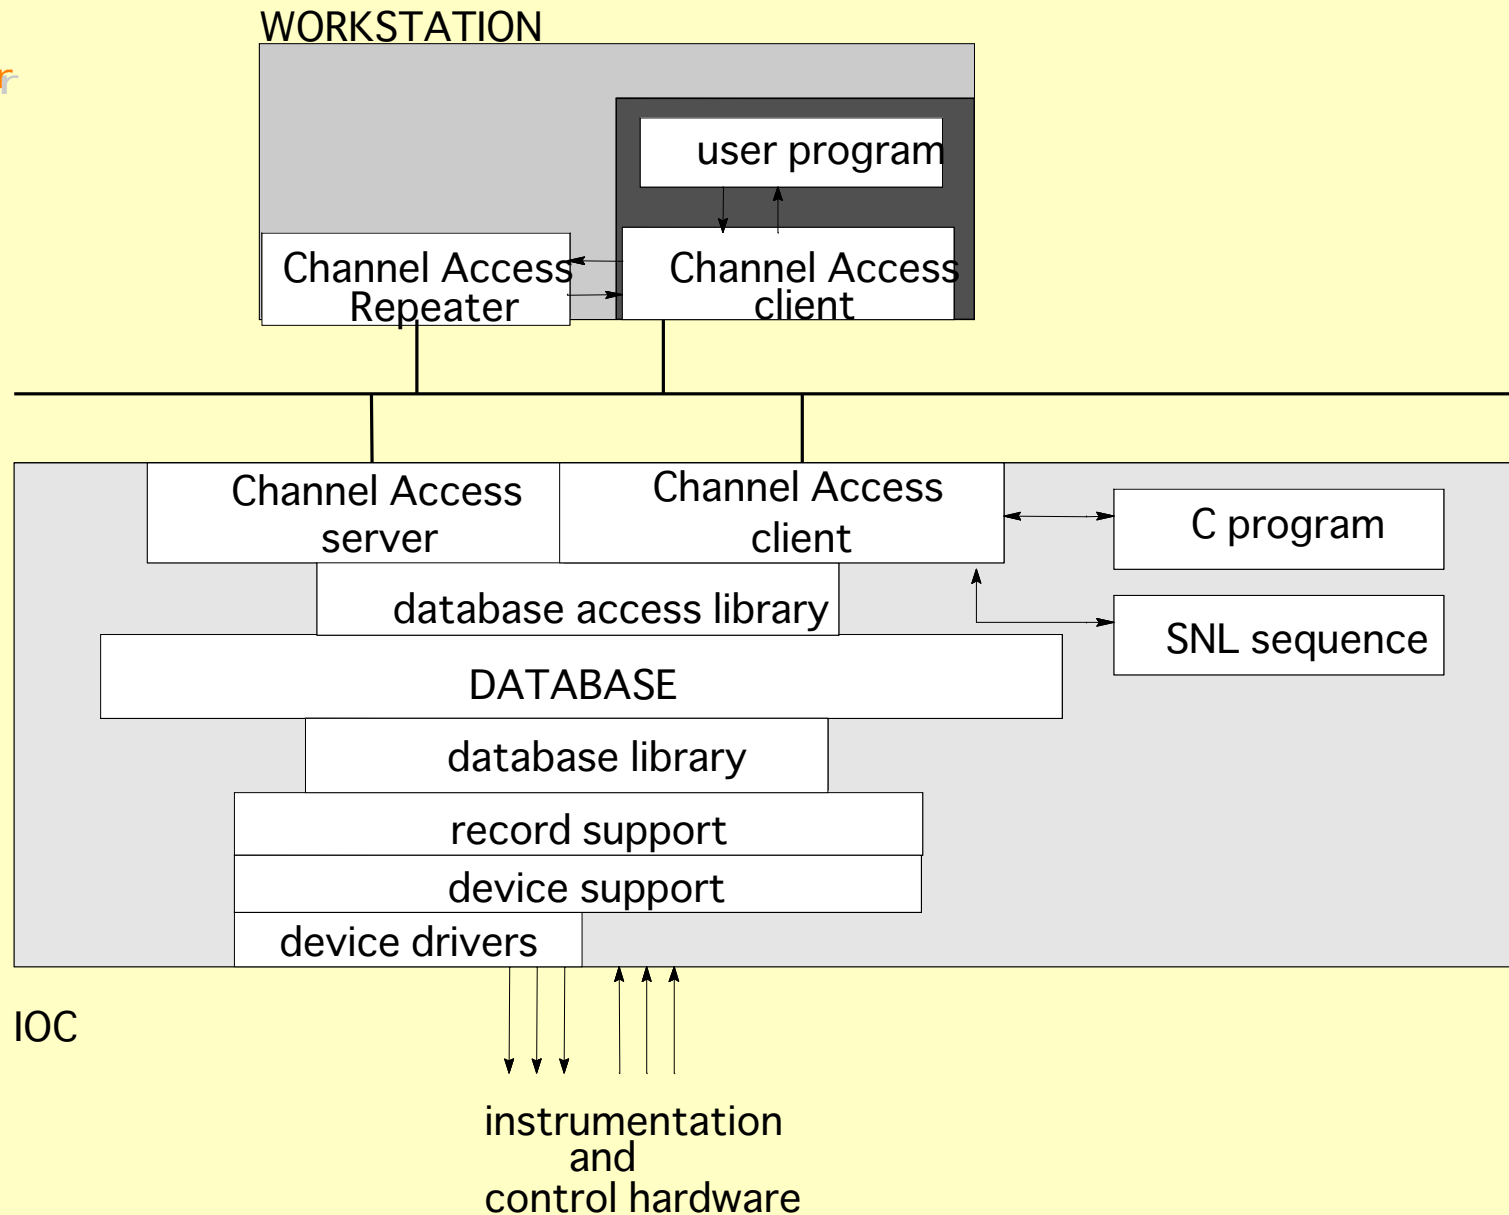 WORKSTATION
r
user program
Channel Access
Repeater
Channel Access
client
Channel Access
server
Channel Access
client
C program
database access library
SNL sequence
DATABASE
database library
record support
device support
device drivers
IOC
instrumentation
and
control hardware